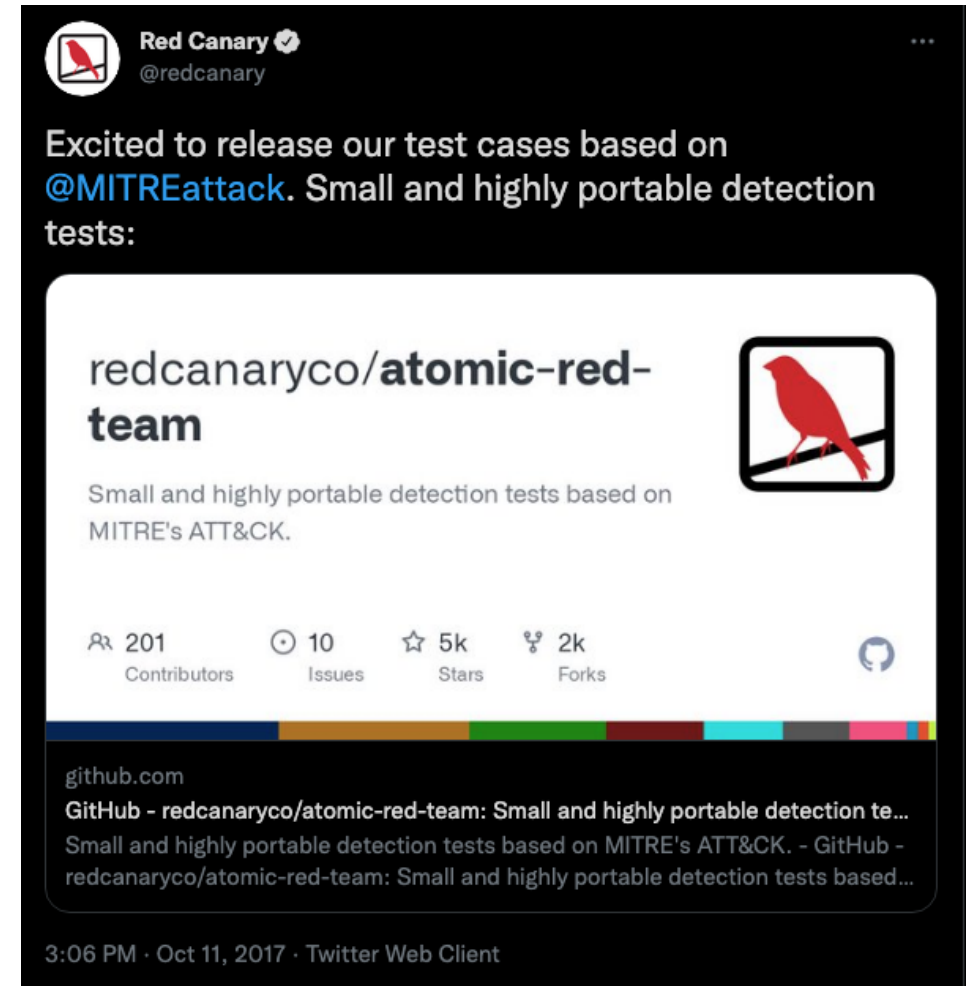 Red Canary
@redcanary
Excited to release our test cases based on
@MITREattack. Small and highly portable detection
tests:
redcanaryco/atomic-red-
team
Small and highly portable detection tests based on
MITRE's ATT&CK.
201
Contributors
10
Issues
5k
Stars
2k
Forks
github.com
GitHub - redcanaryco/atomic-red-team: Small and highly portable detection te...
Small and highly portable detection tests based on MITRE's ATT&CK. - GitHub -
redcanaryco/atomic-red-team: Small and highly portable detection tests based...
3:06 PM · Oct 11, 2017 · Twitter Web Client